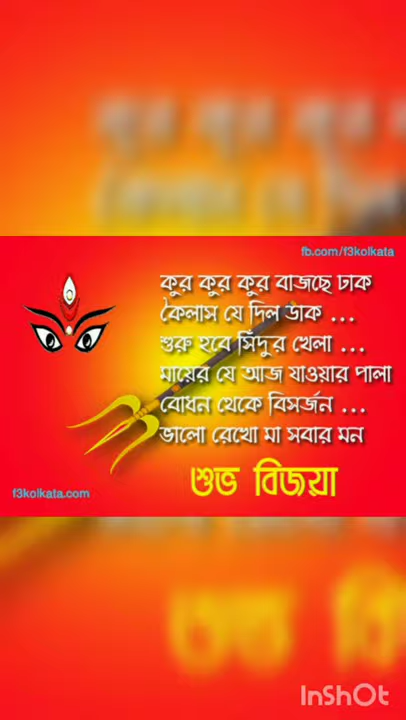 fb.com/f3kolkata
কুর কুর কুর বাজছে ঢাক
কৈলাস যে দিল ডাঁক ...
শুরু হবে সিঁদুর খেলা ...
মায়ের যে আজ যাওয়ার পালা
বোধন থেকে বিসর্জন ...
ভালো রেখো মা সবার মন
শুভ বিজয়া
f3kolkata.com
InShOt